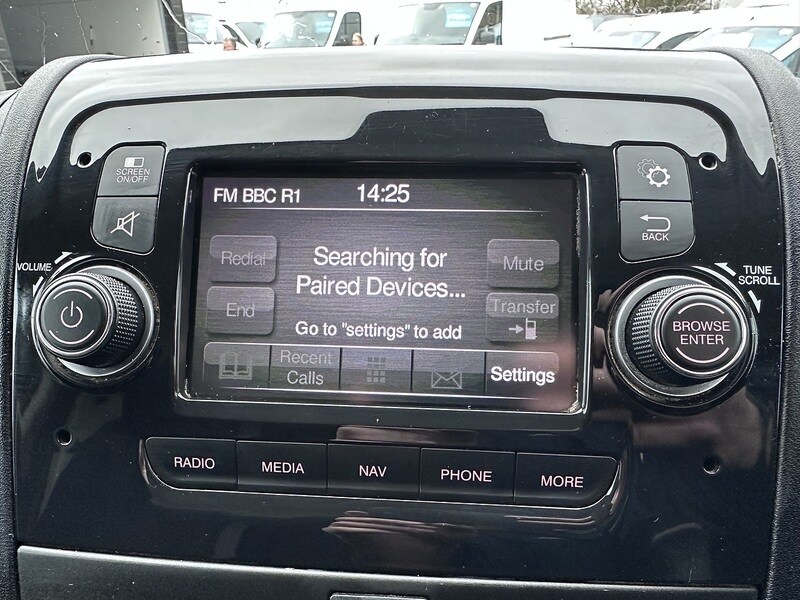 SCREEN
ON/OFF
FM BBC R1 14:25
Redial
Searching for
Paired Devices...
Mute
End
Transfer
Go to "settings" to add
Recent
Calls
Settings
BACK
VOLUME
TUNE
SCROLL
BROWSE
ENTER
RADIO
MEDIA
NAV
PHONE
MORE